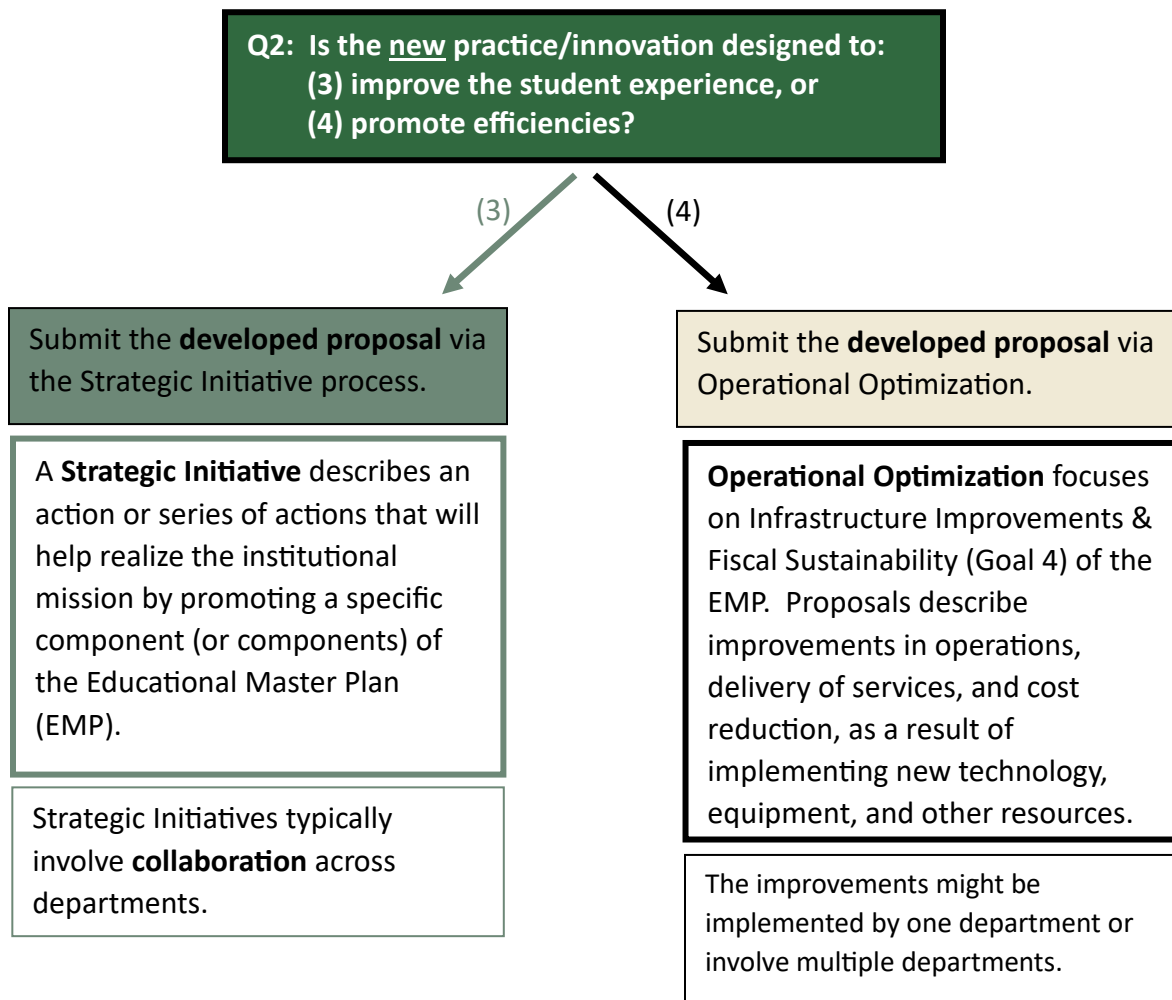 Q2: Is the new practice/innovation designed to:
(3) improve the student experience, or
(4) promote efficiencies?
(3)
(4)
Submit the developed proposal via
the Strategic Initiative process.
A Strategic Initiative describes an
action or series of actions that will
help realize the institutional
mission by promoting a specific
component (or components) of
the Educational Master Plan
(EMP).
Strategic Initiatives typically
involve collaboration across
departments.
Submit the developed proposal via
Operational Optimization.
Operational Optimization focuses
on Infrastructure Improvements &
Fiscal Sustainability (Goal 4) of the
EMP. Proposals describe
improvements in operations,
delivery of services, and cost
reduction, as a result of
implementing new technology,
equipment, and other resources.
The improvements might be
implemented by one department or
involve multiple departments.